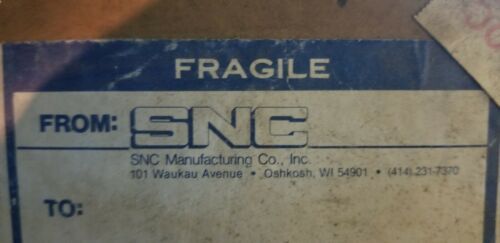 FRAGILE
FROM: SNC
SNC Manufacturing Co., Inc.
101 Waukau Avenue • Oshkosh, WI 54901 • (414) 231-7370
TO: